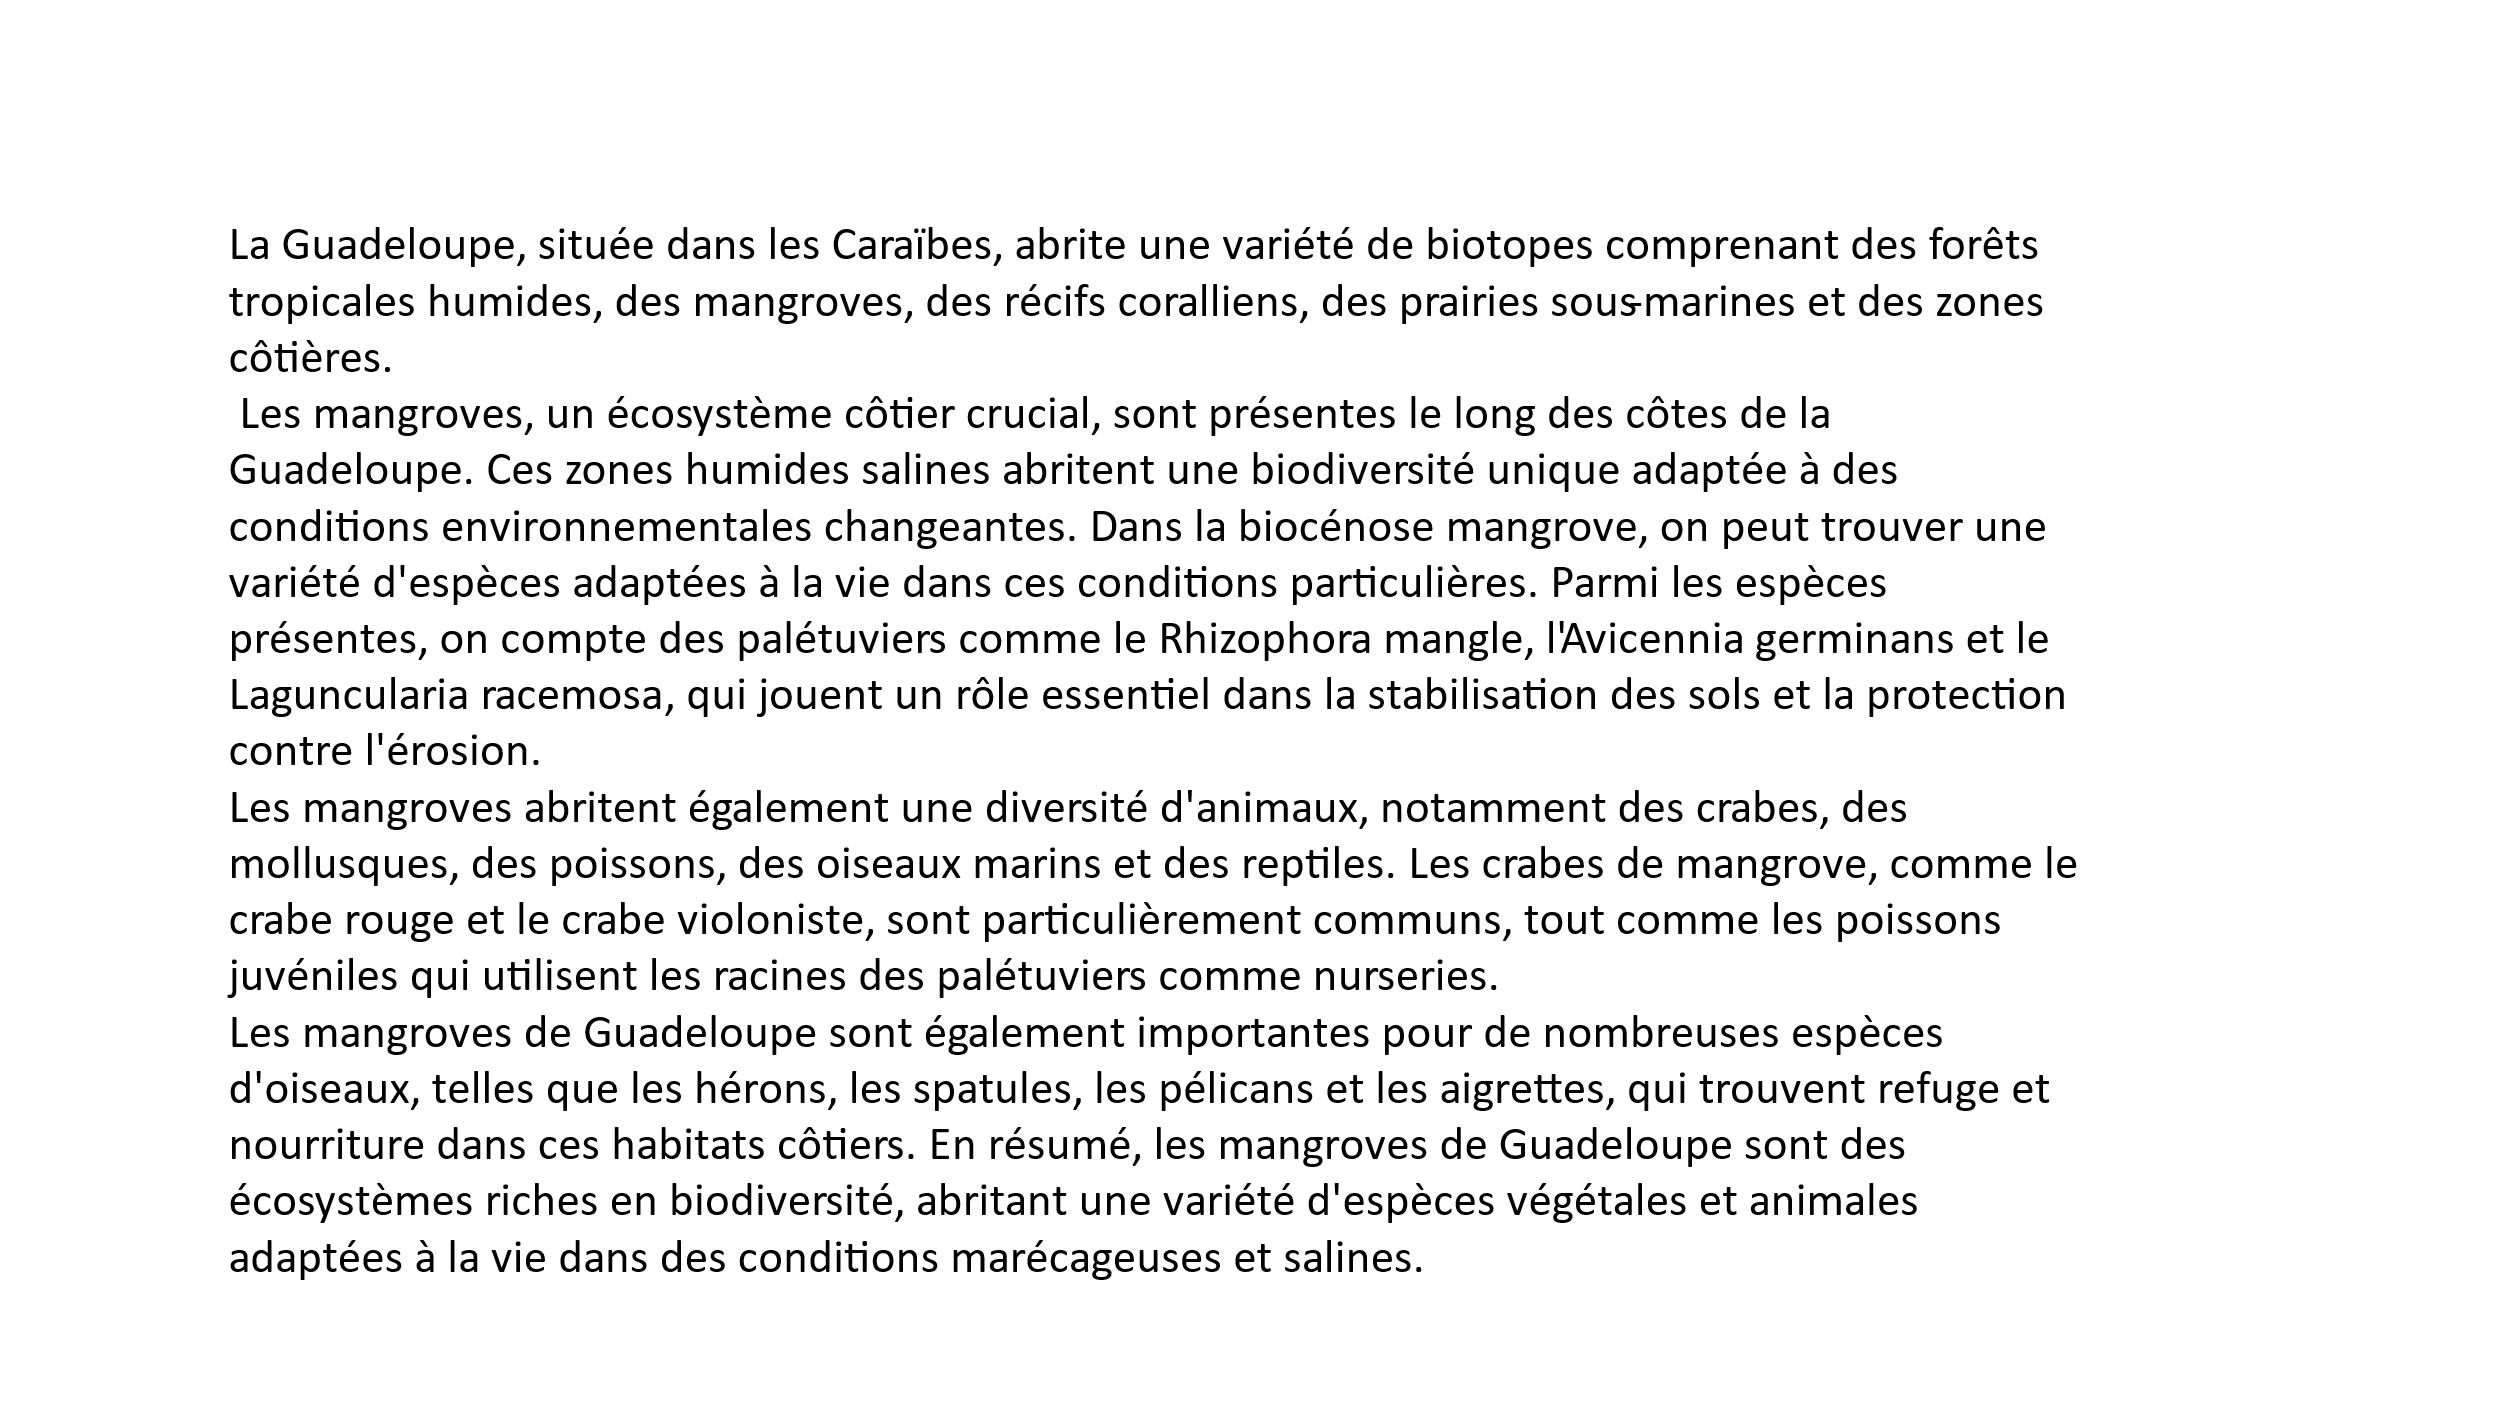 La Guadeloupe, située dans les Caraïbes, abrite une variété de biotopes comprenant des forêts
tropicales humides, des mangroves, des récifs coralliens, des prairies sous-marines et des zones
côtières.
Les mangroves, un écosystème côtier crucial, sont présentes le long des côtes de la
Guadeloupe. Ces zones humides salines abritent une biodiversité unique adaptée à des
conditions environnementales changeantes. Dans la biocénose mangrove, on peut trouver une
variété d'espèces adaptées à la vie dans ces conditions particulières. Parmi les espèces
présentes, on compte des palétuviers comme le Rhizophora mangle, l'Avicennia germinans et le
Laguncularia racemosa, qui jouent un rôle essentiel dans la stabilisation des sols et la protection
contre l'érosion.
Les mangroves abritent également une diversité d'animaux, notamment des crabes, des
mollusques, des poissons, des oiseaux marins et des reptiles. Les crabes de mangrove, comme le
crabe rouge et le crabe violoniste, sont particulièrement communs, tout comme les poissons
juvéniles qui utilisent les racines des palétuviers comme nurseries.
Les mangroves de Guadeloupe sont également importantes pour de nombreuses espèces
d'oiseaux, telles que les hérons, les spatules, les pélicans et les aigrettes, qui trouvent refuge et
nourriture dans ces habitats côtiers. En résumé, les mangroves de Guadeloupe sont des
écosystèmes riches en biodiversité, abritant une variété d'espèces végétales et animales
adaptées à la vie dans des conditions marécageuses et salines.